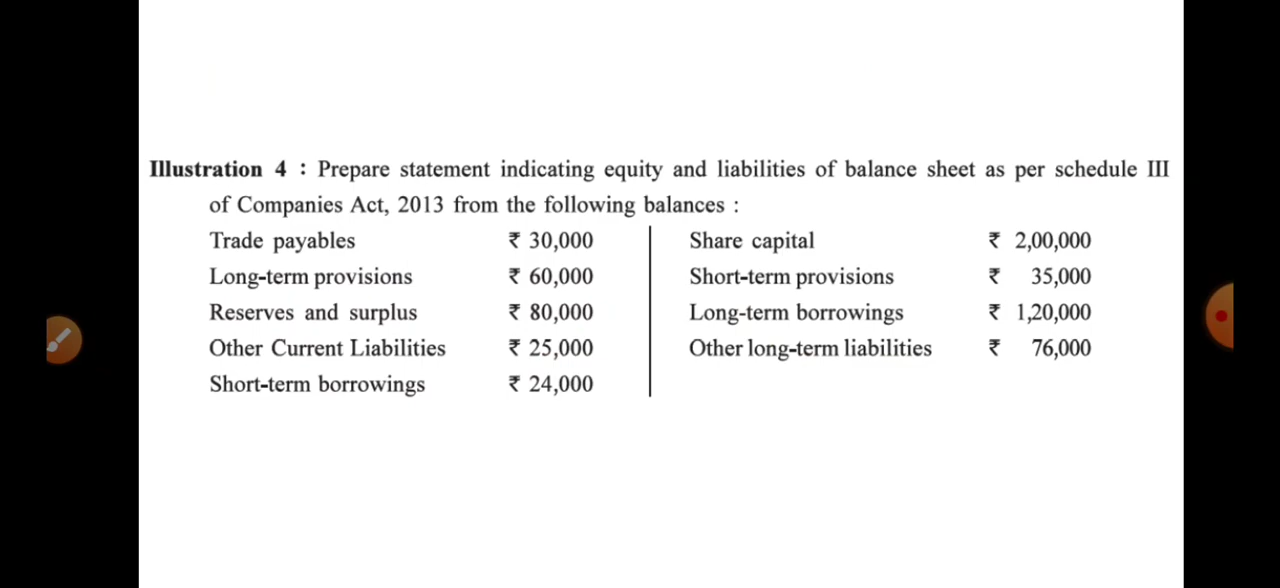 Illustration 4 : Prepare statement indicating equity and liabilities of balance sheet as per schedule III
of Companies Act, 2013 from the following balances :
Trade payables ₹ 30,000 Share capital ₹ 2,00,000
Long-term provisions ₹ 60,000 Short-term provisions ₹ 35,000
Reserves and surplus ₹ 80,000 Long-term borrowings ₹ 1,20,000
Other Current Liabilities ₹ 25,000 Other long-term liabilities ₹ 76,000
Short-term borrowings ₹ 24,000